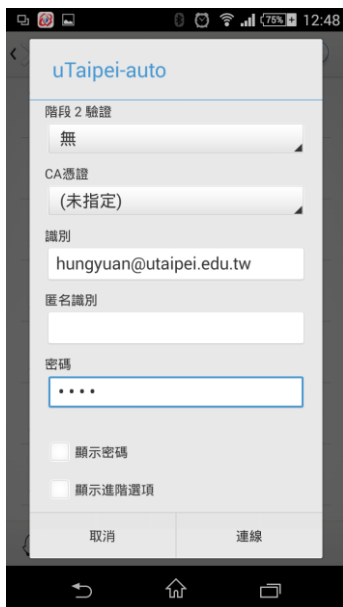 75% 12:48
uTaipei-auto
階段 2 驗證
無
CA憑證
(未指定)
識別
hungyuan@utaipei.edu.tw
匿名識別
密碼
••••
顯示密碼
顯示進階選項
取消 連線